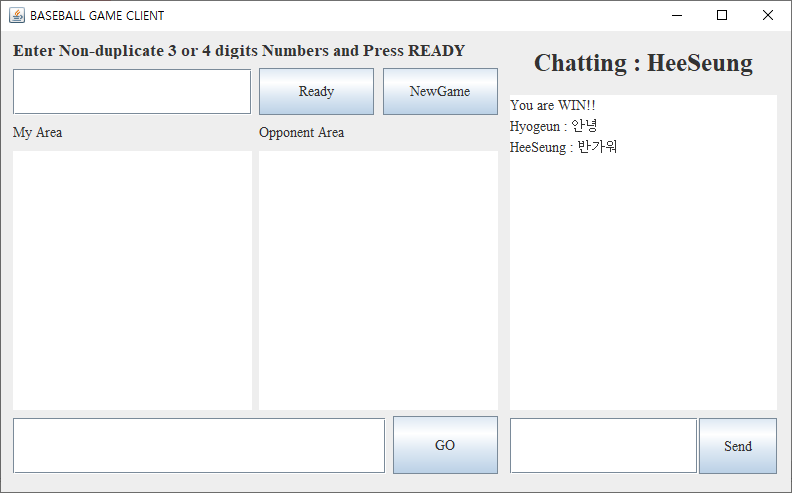 BASEBALL GAME CLIENT
Enter Non-duplicate 3 or 4 digits Numbers and Press READY
Ready
NewGame
My Area
Opponent Area
GO
Chatting : HeeSeung
You are WIN!!
Hyogeun : 안녕
HeeSeung : 반가워
Send